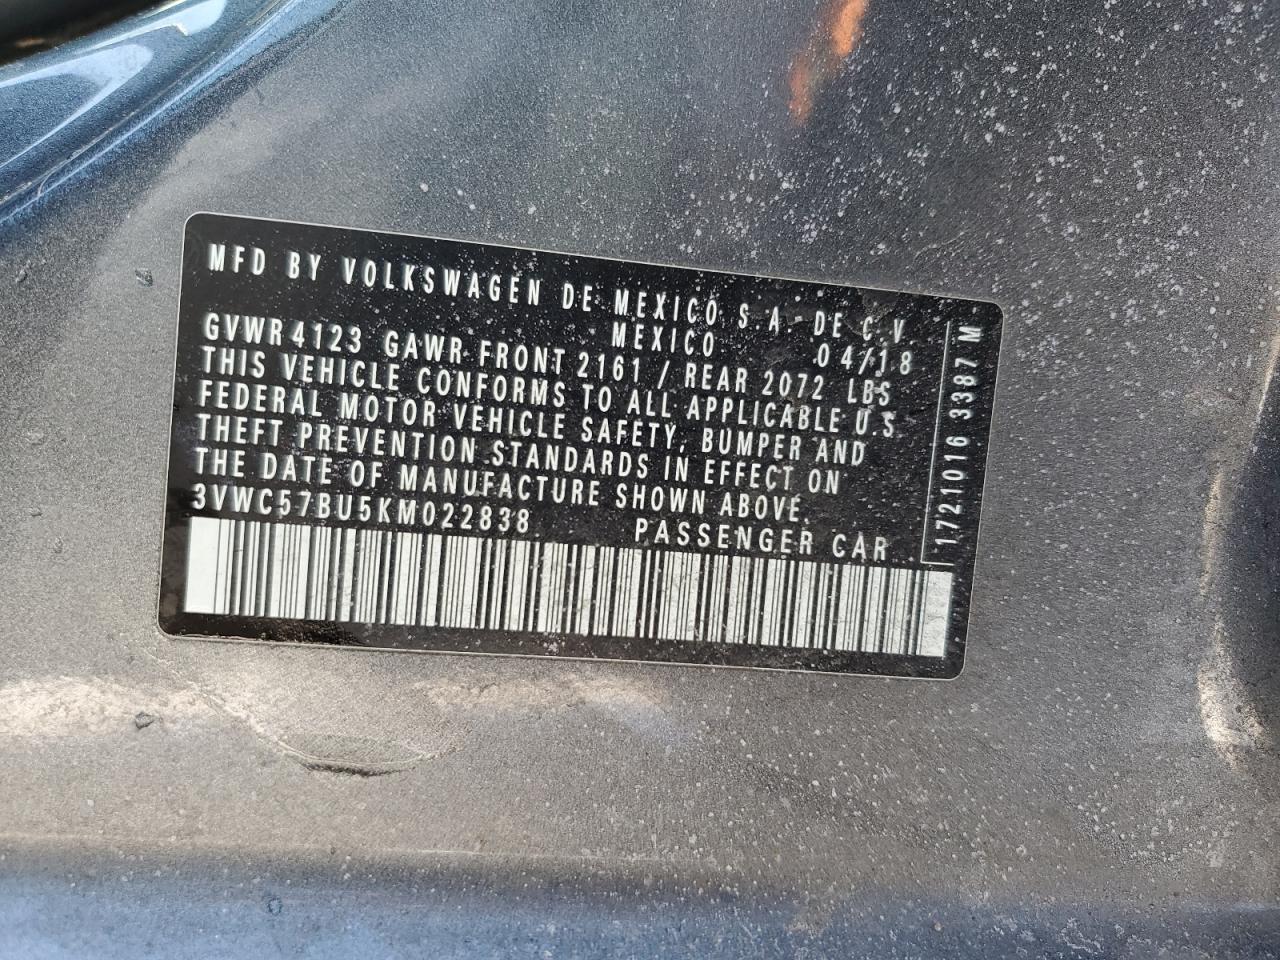 MFD BY VOLKSWAGEN DE MEXICO S.A. DE C.V.
MEXICO 04/18
GVWR 4123 GAWR FRONT 2161 / REAR 2072 LBS
THIS VEHICLE CONFORMS TO ALL APPLICABLE U.S.
FEDERAL MOTOR VEHICLE SAFETY, BUMPER AND
THEFT PREVENTION STANDARDS IN EFFECT ON
THE DATE OF MANUFACTURE SHOWN ABOVE.
3VWC57BU5KM022838 PASSENGER CAR
1721016 3387 M